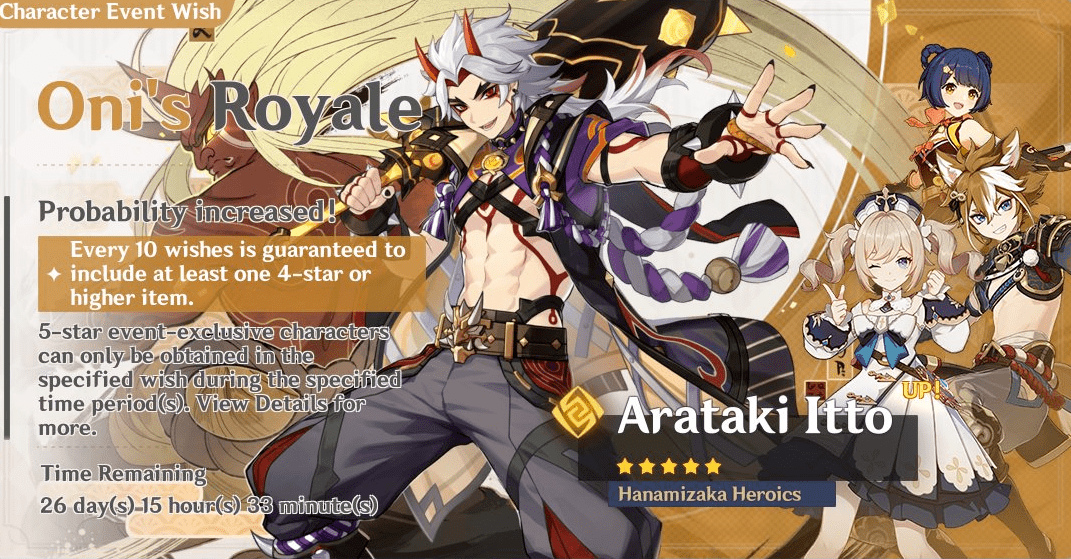 Character Event Wish
Oni's Royale
Probability increased!
Every 10 wishes is guaranteed to
include at least one 4-star or
higher item.
5-star event-exclusive characters
can only be obtained in the
specified wish during the specified
time period(s). View Details for
more.
Time Remaining
26 day(s) 15 hour(s) 33 minute(s)
UP!
Arataki Itto
Hanamizaka Heroics